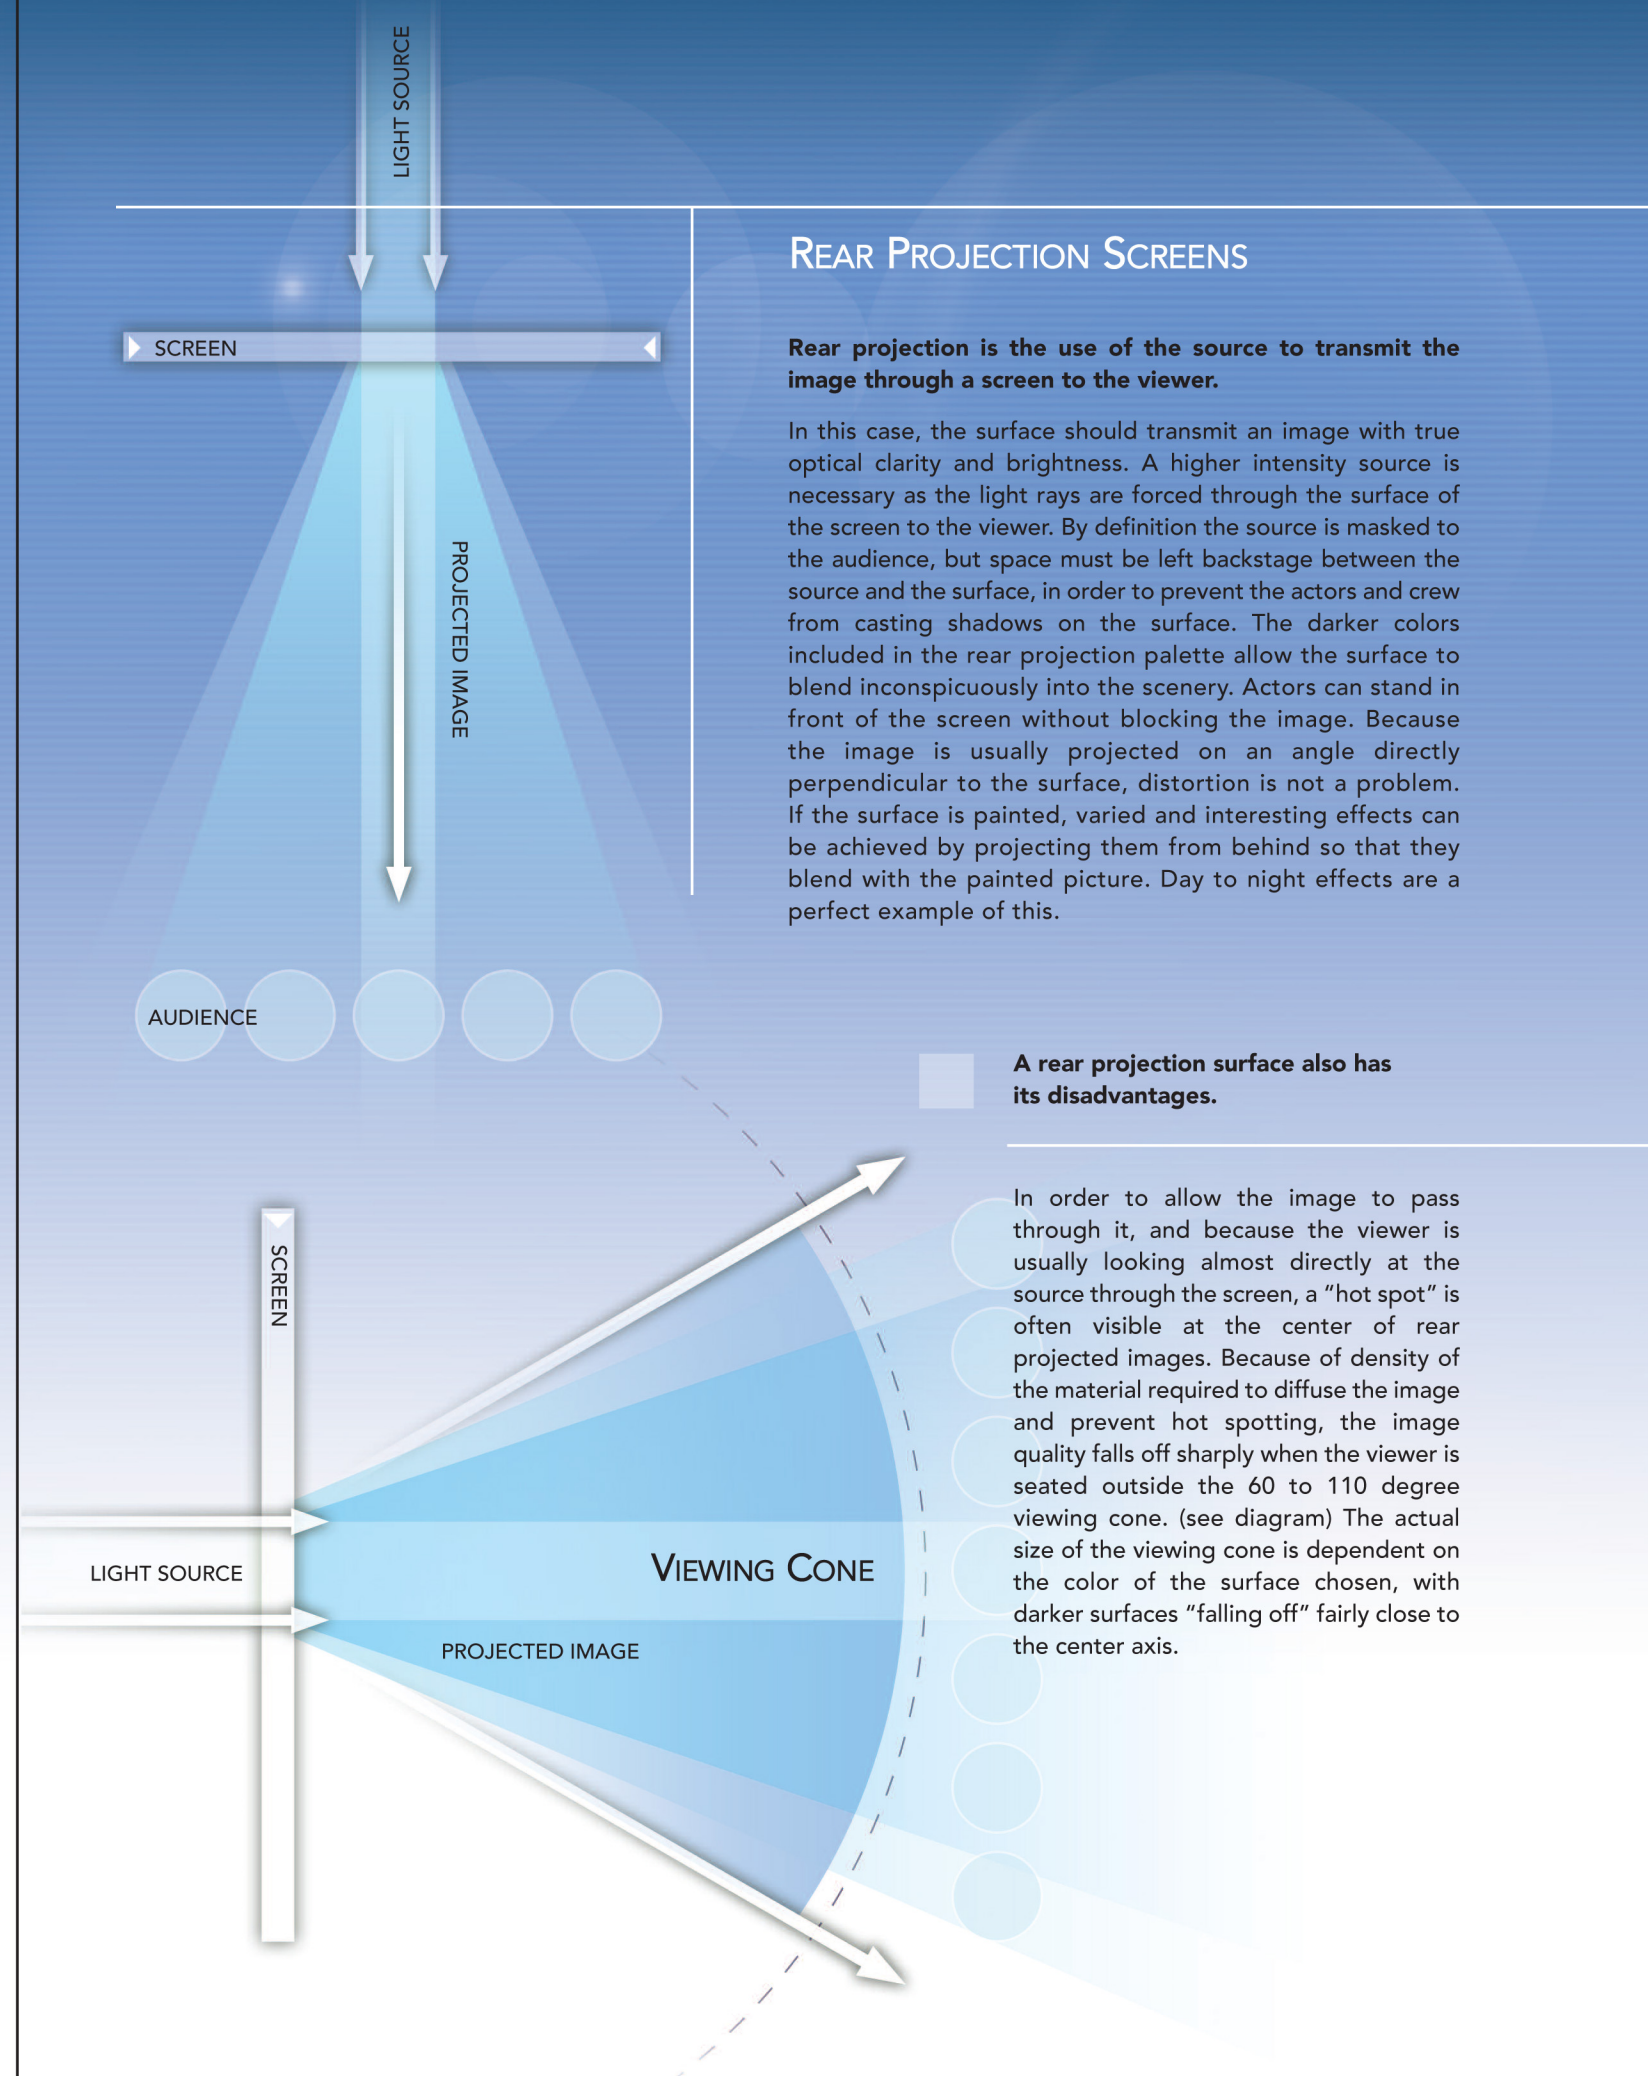 LIGHT SOURCE
SCREEN
PROJECTED IMAGE
AUDIENCE
REAR PROJECTION SCREENS
Rear projection is the use of the source to transmit the
image through a screen to the viewer.
In this case, the surface should transmit an image with true
optical clarity and brightness. A higher intensity source is
necessary as the light rays are forced through the surface of
the screen to the viewer. By definition the source is masked to
the audience, but space must be left backstage between the
source and the surface, in order to prevent the actors and crew
from casting shadows on the surface. The darker colors
included in the rear projection palette allow the surface to
blend inconspicuously into the scenery. Actors can stand in
front of the screen without blocking the image. Because
the image is usually projected on an angle directly
perpendicular to the surface, distortion is not a problem.
If the surface is painted, varied and interesting effects can
be achieved by projecting them from behind so that they
blend with the painted picture. Day to night effects are a
perfect example of this.
A rear projection surface also has
its disadvantages.
In order to allow the image to pass
through it, and because the viewer is
usually looking almost directly at the
source through the screen, a “hot spot” is
often visible at the center of rear
projected images. Because of density of
the material required to diffuse the image
and prevent hot spotting, the image
quality falls off sharply when the viewer is
seated outside the 60 to 110 degree
viewing cone. (see diagram) The actual
size of the viewing cone is dependent on
the color of the surface chosen, with
darker surfaces “falling off” fairly close to
the center axis.
SCREEN
LIGHT SOURCE
VIEWING CONE
PROJECTED IMAGE